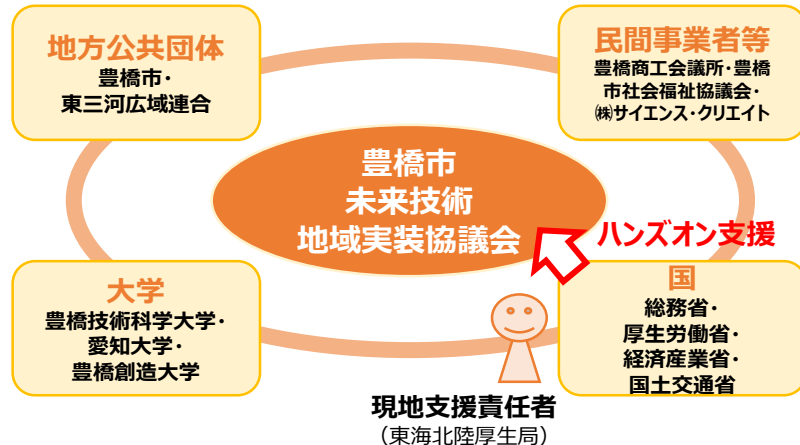 地方公共団体
豊橋市・
東三河広域連合
民間事業者等
豊橋商工会議所・豊橋
市社会福祉協議会・
㈱サイエンス・クリエイト
豊橋市
未来技術
地域実装協議会
ハンズオン支援
大学
豊橋技術科学大学・
愛知大学・
豊橋創造大学
国
総務省・
厚生労働省・
経済産業省・
国土交通省
現地支援責任者
（東海北陸厚生局）